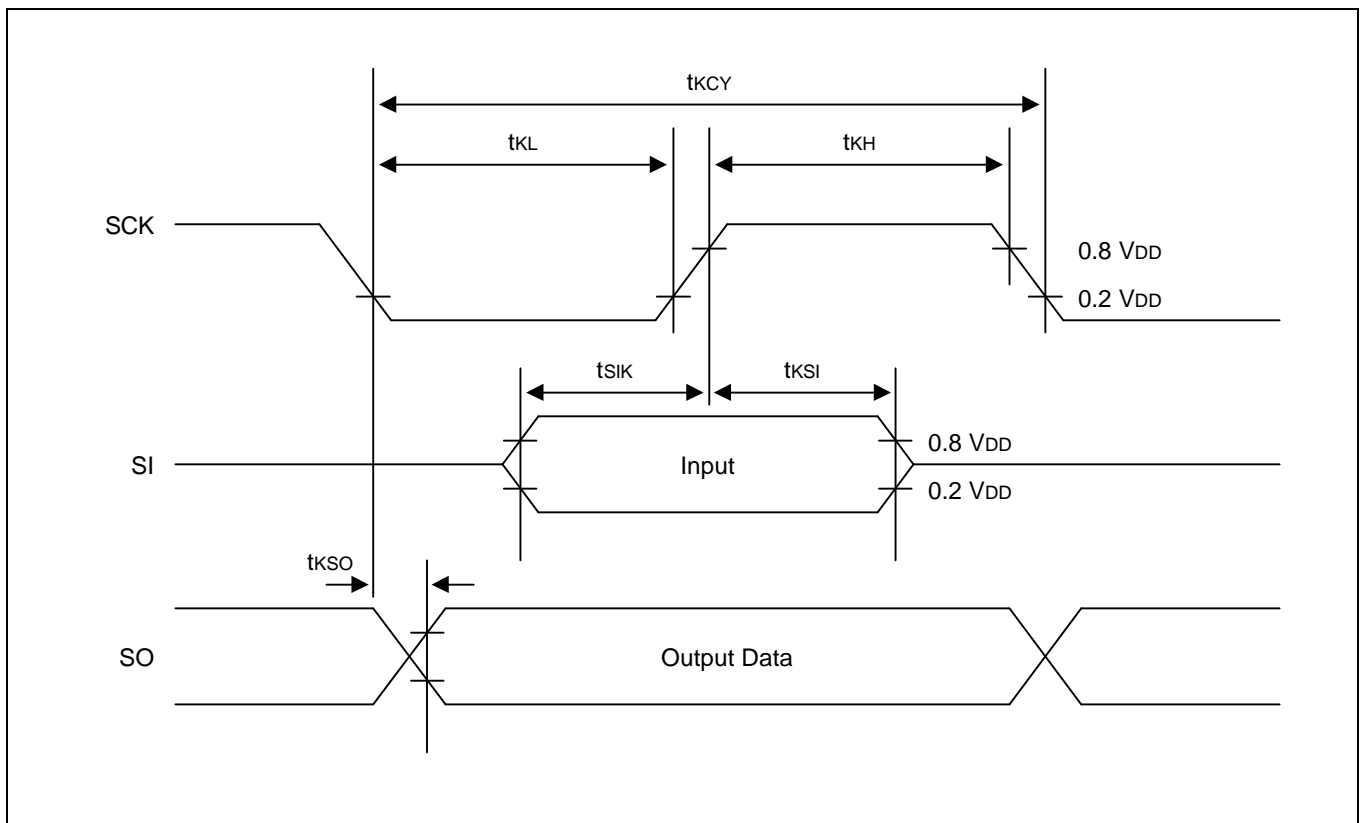 tKCY
tKL
tKH
SCK
0.8 VDD
0.2 VDD
tSIK
tKSI
0.8 VDD
SI
Input
0.2 VDD
tKSO
SO
Output Data